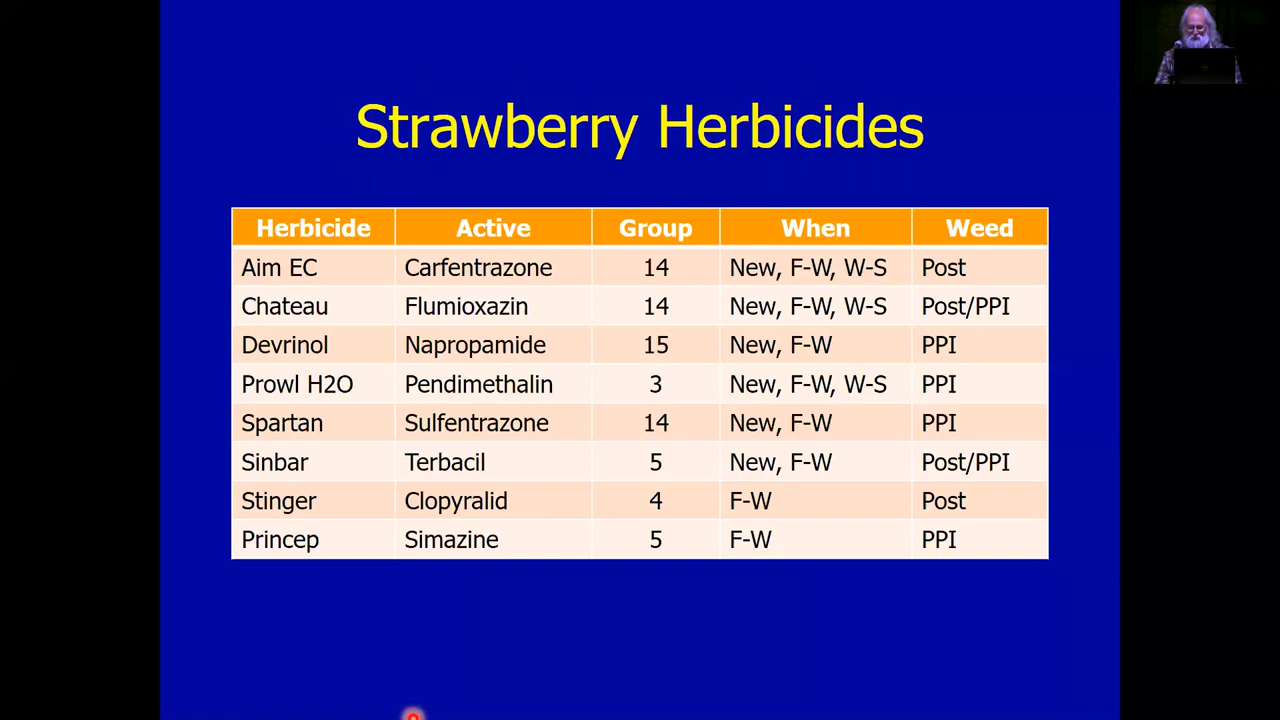 Strawberry Herbicides
Herbicide Active Group When Weed
Aim EC Carfentrazone 14 New, F-W, W-S Post
Chateau Flumioxazin 14 New, F-W, W-S Post/PPI
Devrinol Napropamide 15 New, F-W PPI
Prowl H2O Pendimethalin 3 New, F-W, W-S PPI
Spartan Sulfentrazone 14 New, F-W PPI
Sinbar Terbacil 5 New, F-W Post/PPI
Stinger Clopyralid 4 F-W Post
Princep Simazine 5 F-W PPI